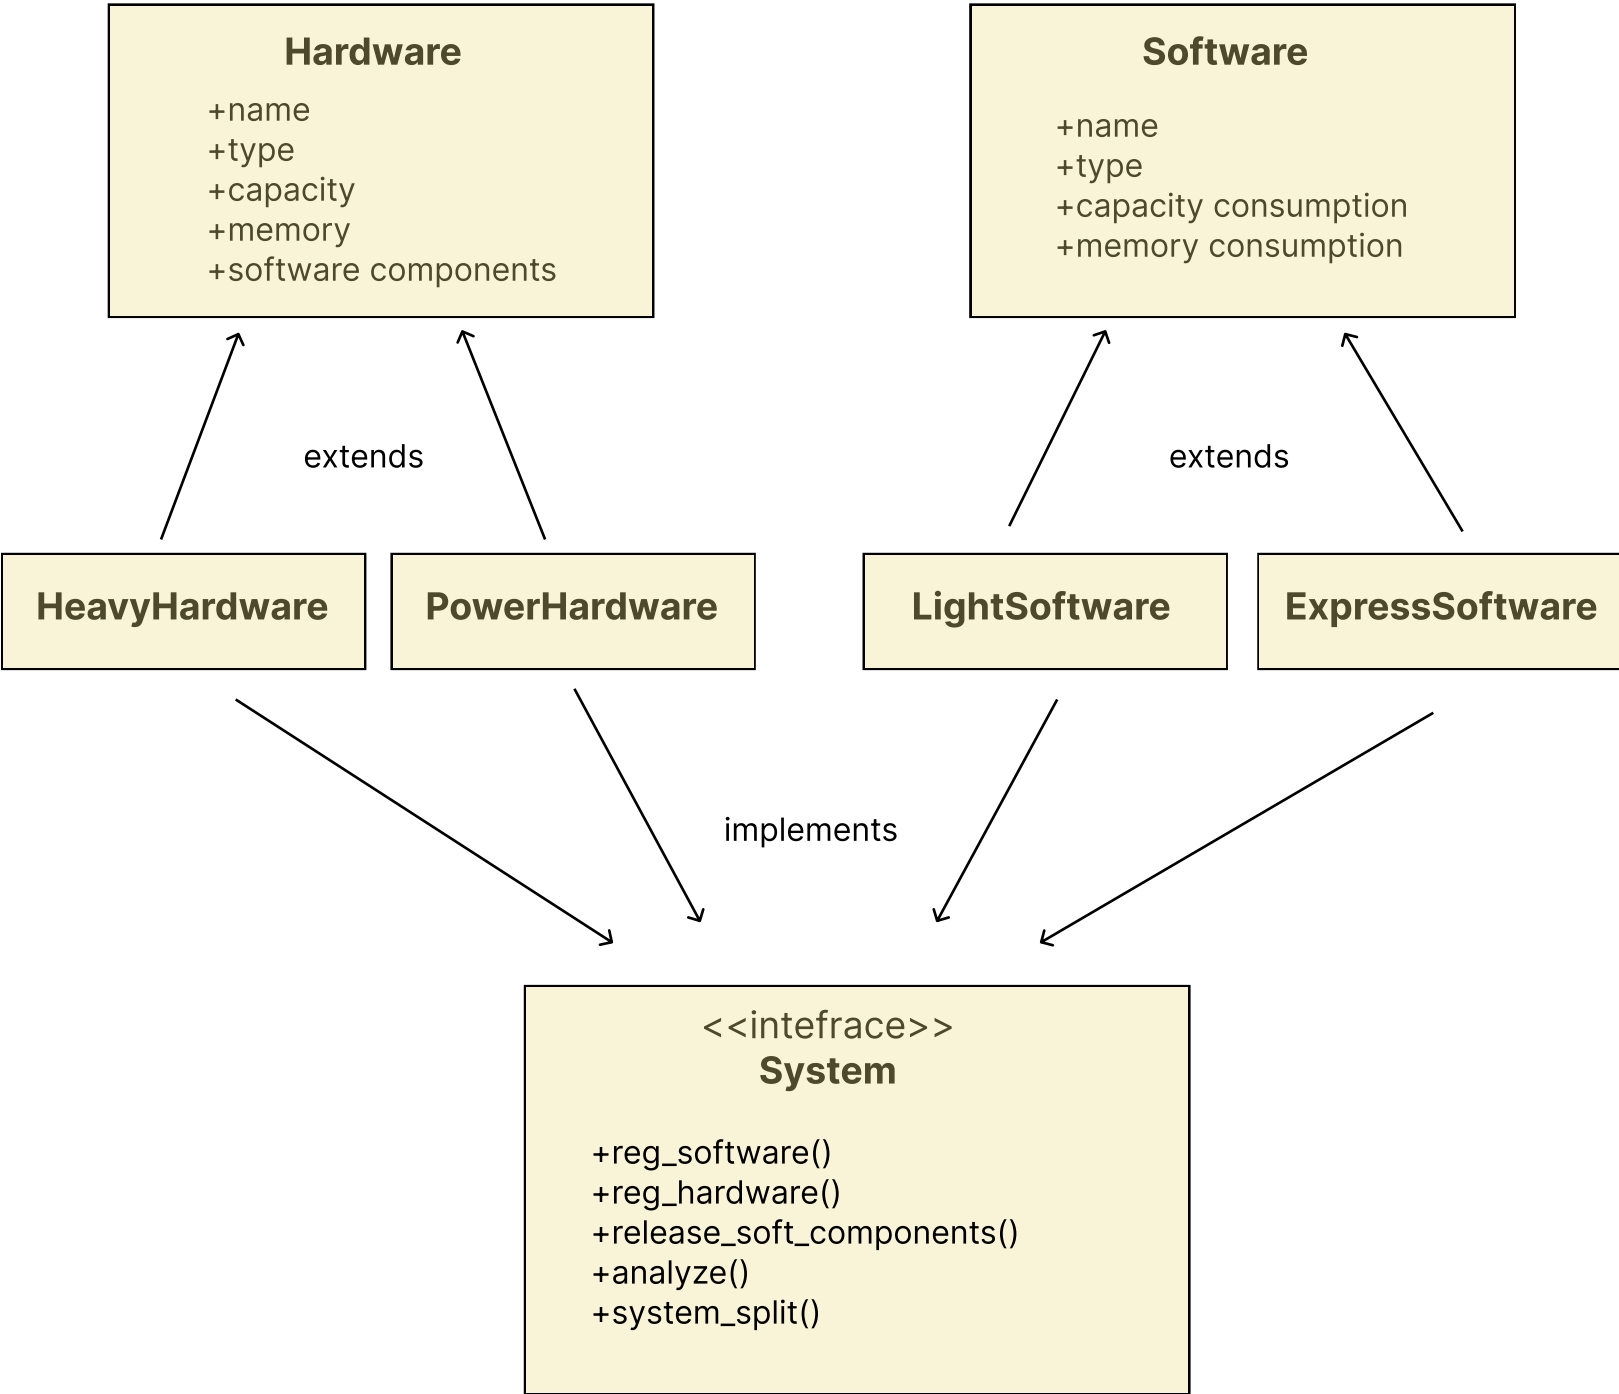 Hardware
+name
+type
+capacity
+memory
+software components
Software
+name
+type
+capacity consumption
+memory consumption
extends
extends
HeavyHardware
PowerHardware
LightSoftware
ExpressSoftware
implements
<<intefrace>>
System
+reg_software()
+reg_hardware()
+release_soft_components()
+analyze()
+system_split()